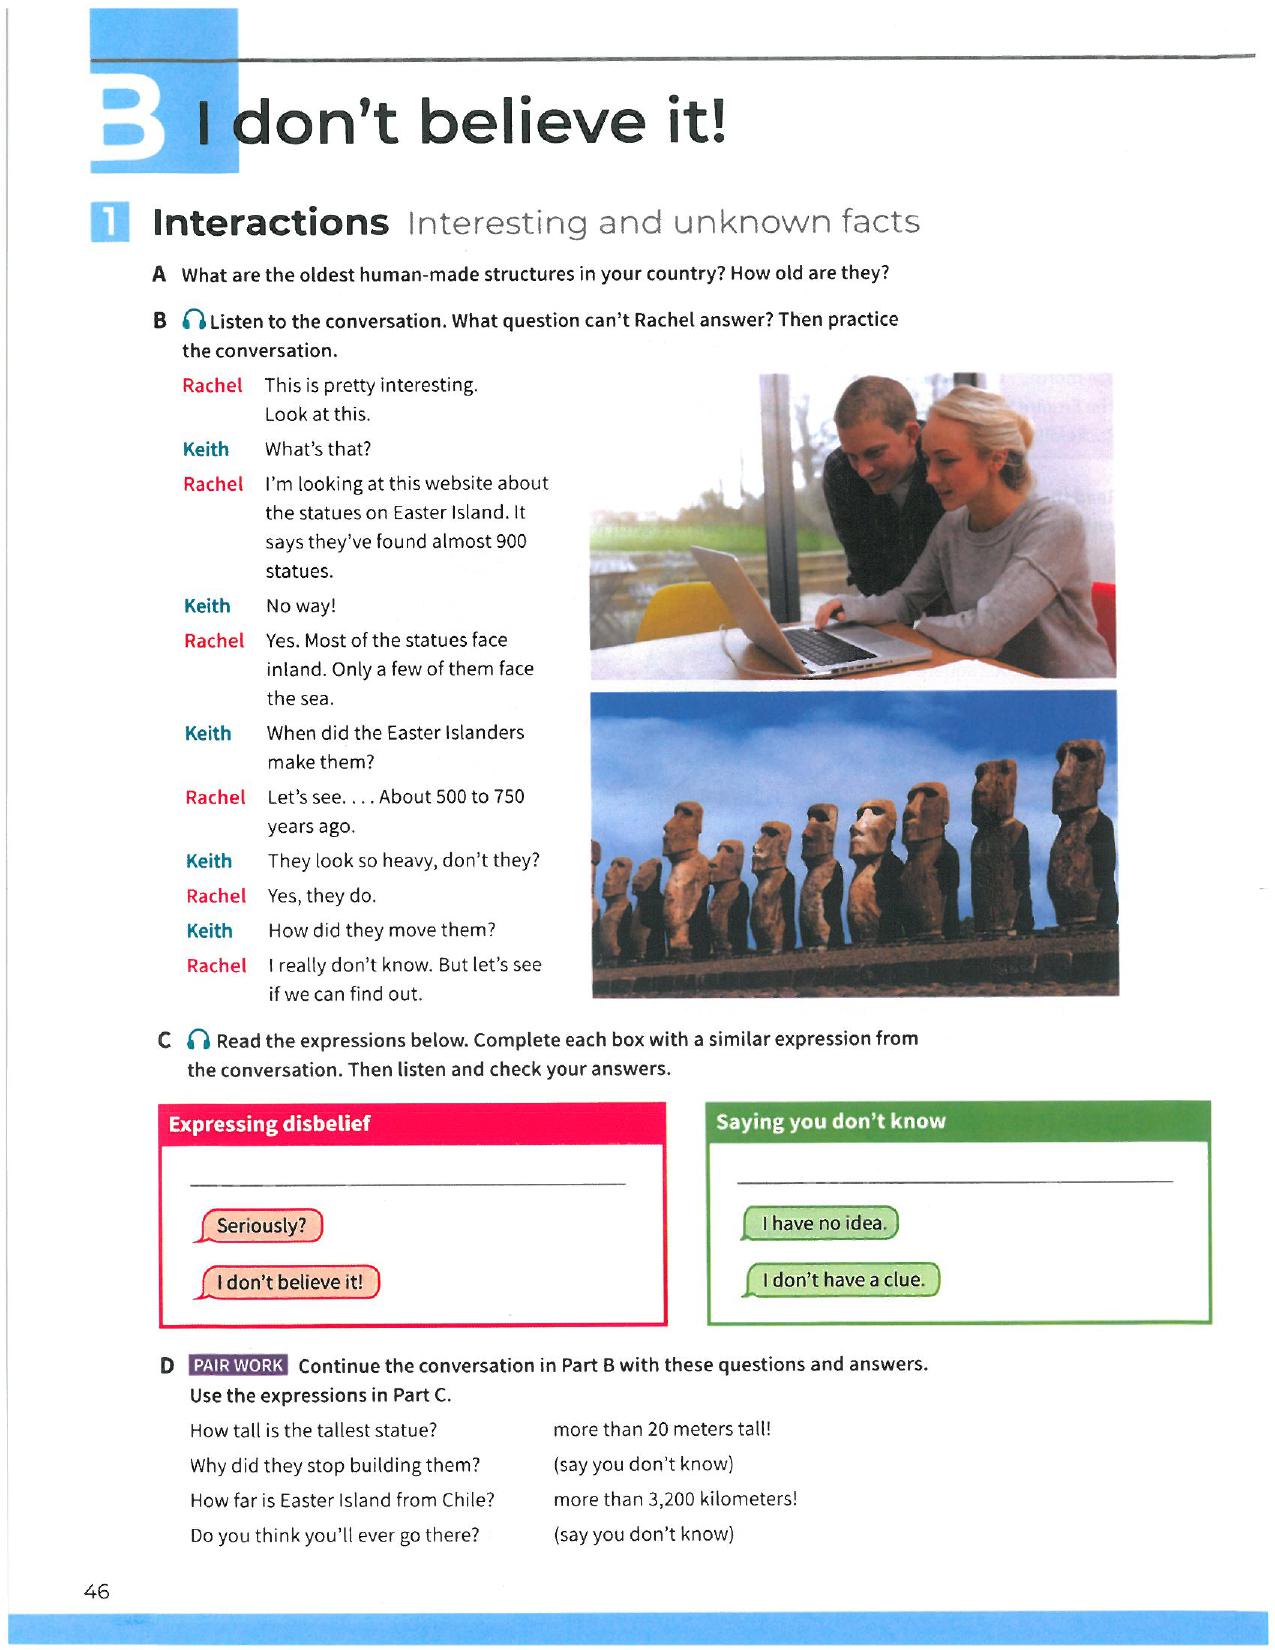 B I don't believe it!
1 Interactions Interesting and unknown facts
A What are the oldest human-made structures in your country? How old are they?
B Listen to the conversation. What question can't Rachel answer? Then practice
the conversation.
Rachel This is pretty interesting.
Look at this.
Keith What's that?
Rachel I'm looking at this website about
the statues on Easter Island. It
says they've found almost 900
statues.
Keith No way!
Rachel Yes. Most of the statues face
inland. Only a few of them face
the sea.
Keith When did the Easter Islanders
make them?
Rachel Let's see. . . . About 500 to 750
years ago.
Keith They look so heavy, don't they?
Rachel Yes, they do.
Keith How did they move them?
Rachel I really don't know. But let's see
if we can find out.
C Read the expressions below. Complete each box with a similar expression from
the conversation. Then listen and check your answers.
Expressing disbelief
Seriously?
I don't believe it!
Saying you don't know
I have no idea.
I don't have a clue.
D PAIR WORK Continue the conversation in Part B with these questions and answers.
Use the expressions in Part C.
How tall is the tallest statue? more than 20 meters tall!
Why did they stop building them? (say you don't know)
How far is Easter Island from Chile? more than 3,200 kilometers!
Do you think you'll ever go there? (say you don't know)
46